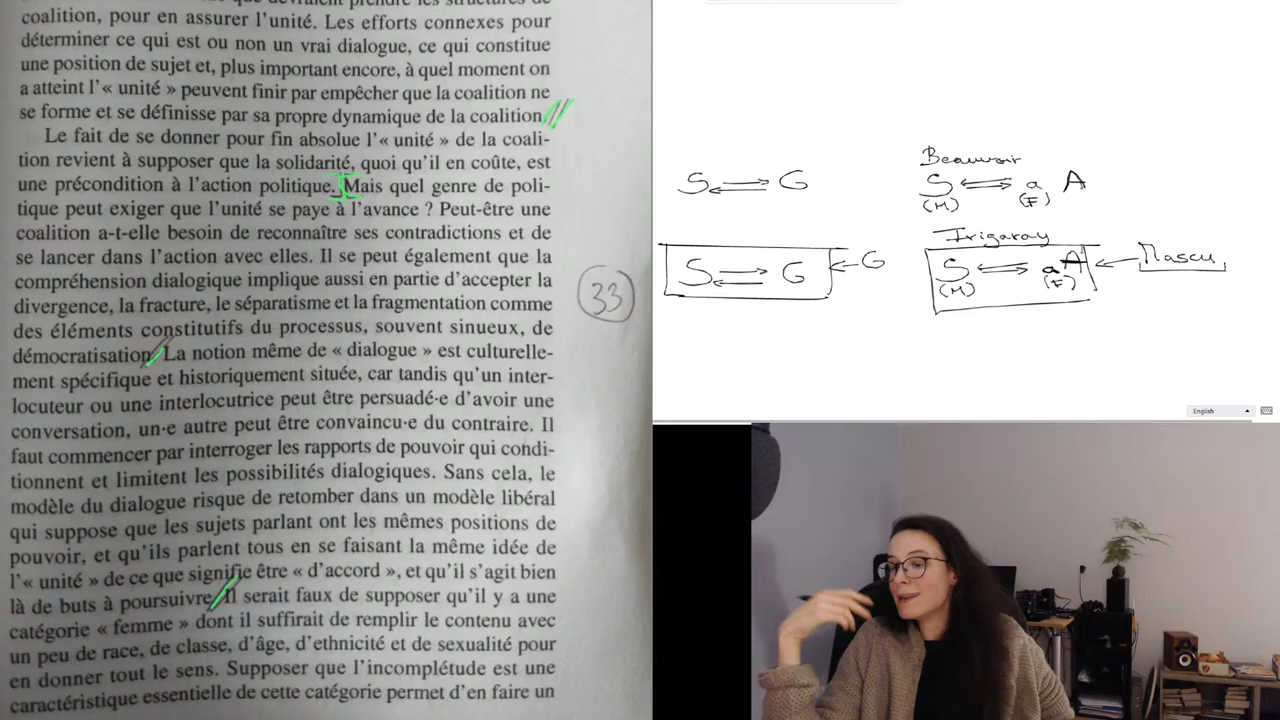 coalition, pour en assurer l'unité. Les efforts connexes pour
déterminer ce qui est ou non un vrai dialogue, ce qui constitue
une position de sujet et, plus important encore, à quel moment on
a atteint l'« unité » peuvent finir par empêcher que la coalition ne
se forme et se définisse par sa propre dynamique de la coalition.
Le fait de se donner pour fin absolue l'« unité » de la coali-
tion revient à supposer que la solidarité, quoi qu'il en coûte, est
une précondition à l'action politique. Mais quel genre de poli-
tique peut exiger que l'unité se paye à l'avance ? Peut-être une
coalition a-t-elle besoin de reconnaître ses contradictions et de
se lancer dans l'action avec elles. Il se peut également que la
compréhension dialogique implique aussi en partie d'accepter la
divergence, la fracture, le séparatisme et la fragmentation comme
des éléments constitutifs du processus, souvent sinueux, de
démocratisation. La notion même de « dialogue » est culturelle-
ment spécifique et historiquement située, car tandis qu'un inter-
locuteur ou une interlocutrice peut être persuadé·e d'avoir une
conversation, un·e autre peut être convaincu·e du contraire. Il
faut commencer par interroger les rapports de pouvoir qui condi-
tionnent et limitent les possibilités dialogiques. Sans cela, le
modèle du dialogue risque de retomber dans un modèle libéral
qui suppose que les sujets parlant ont les mêmes positions de
pouvoir, et qu'ils parlent tous en se faisant la même idée de
l'« unité » de ce que signifie être « d'accord », et qu'il s'agit bien
là de buts à poursuivre. Il serait faux de supposer qu'il y a une
catégorie « femme » dont il suffirait de remplir le contenu avec
un peu de race, de classe, d'âge, d'ethnicité et de sexualité pour
en donner tout le sens. Supposer que l'incomplétude est une
caractéristique essentielle de cette catégorie permet d'en faire un
33
S ⇄ G
S ⇄ G ← G
Beauvoir
S ⇔ a A
(M) (F)
Irigaray
S ⇔ a A ← Mascu.
(M) (F)
English